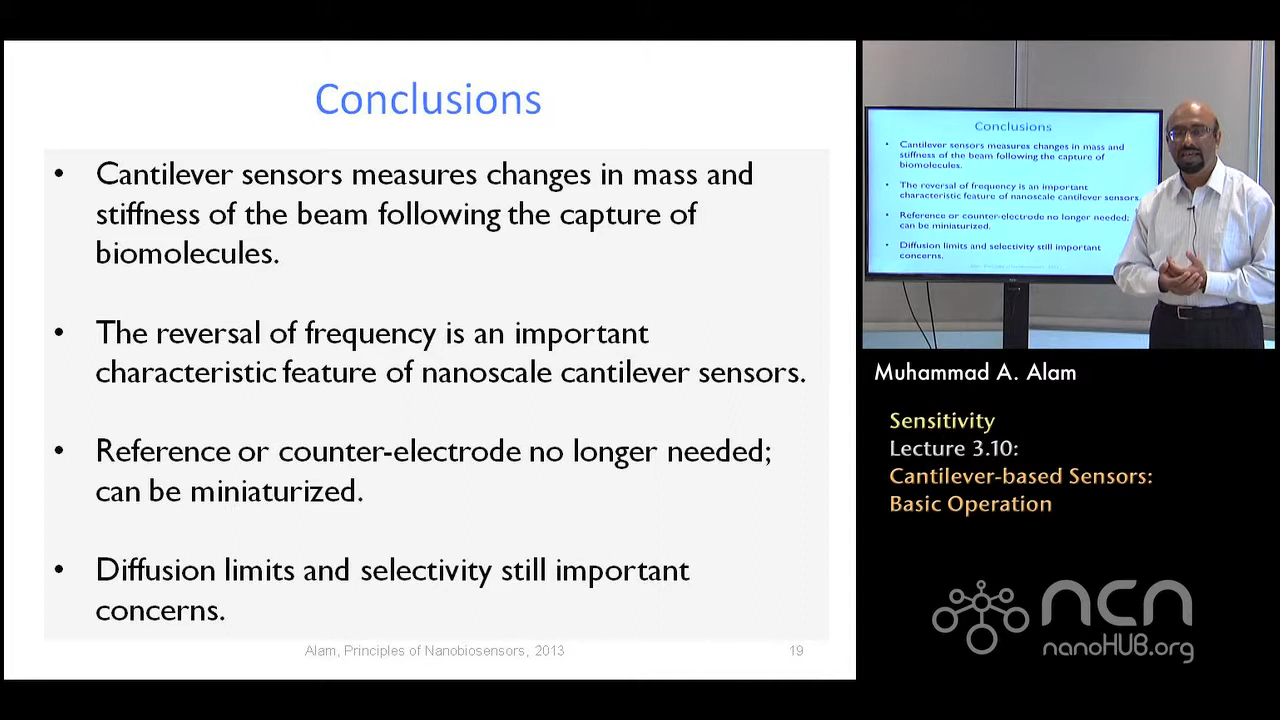 Conclusions
• Cantilever sensors measures changes in mass and
stiffness of the beam following the capture of
biomolecules.
• The reversal of frequency is an important
characteristic feature of nanoscale cantilever sensors.
• Reference or counter-electrode no longer needed;
can be miniaturized.
• Diffusion limits and selectivity still important
concerns.
Alam, Principles of Nanobiosensors, 2013
19
Conclusions
• Cantilever sensors measures changes in mass and
stiffness of the beam following the capture of
biomolecules.
• The reversal of frequency is an important
characteristic feature of nanoscale cantilever sensors.
• Reference or counter-electrode no longer needed;
can be miniaturized.
• Diffusion limits and selectivity still important
concerns.
Alam, Principles of Nanobiosensors, 2013
Muhammad A. Alam
Sensitivity
Lecture 3.10:
Cantilever-based Sensors:
Basic Operation
ncn
nanoHUB.org